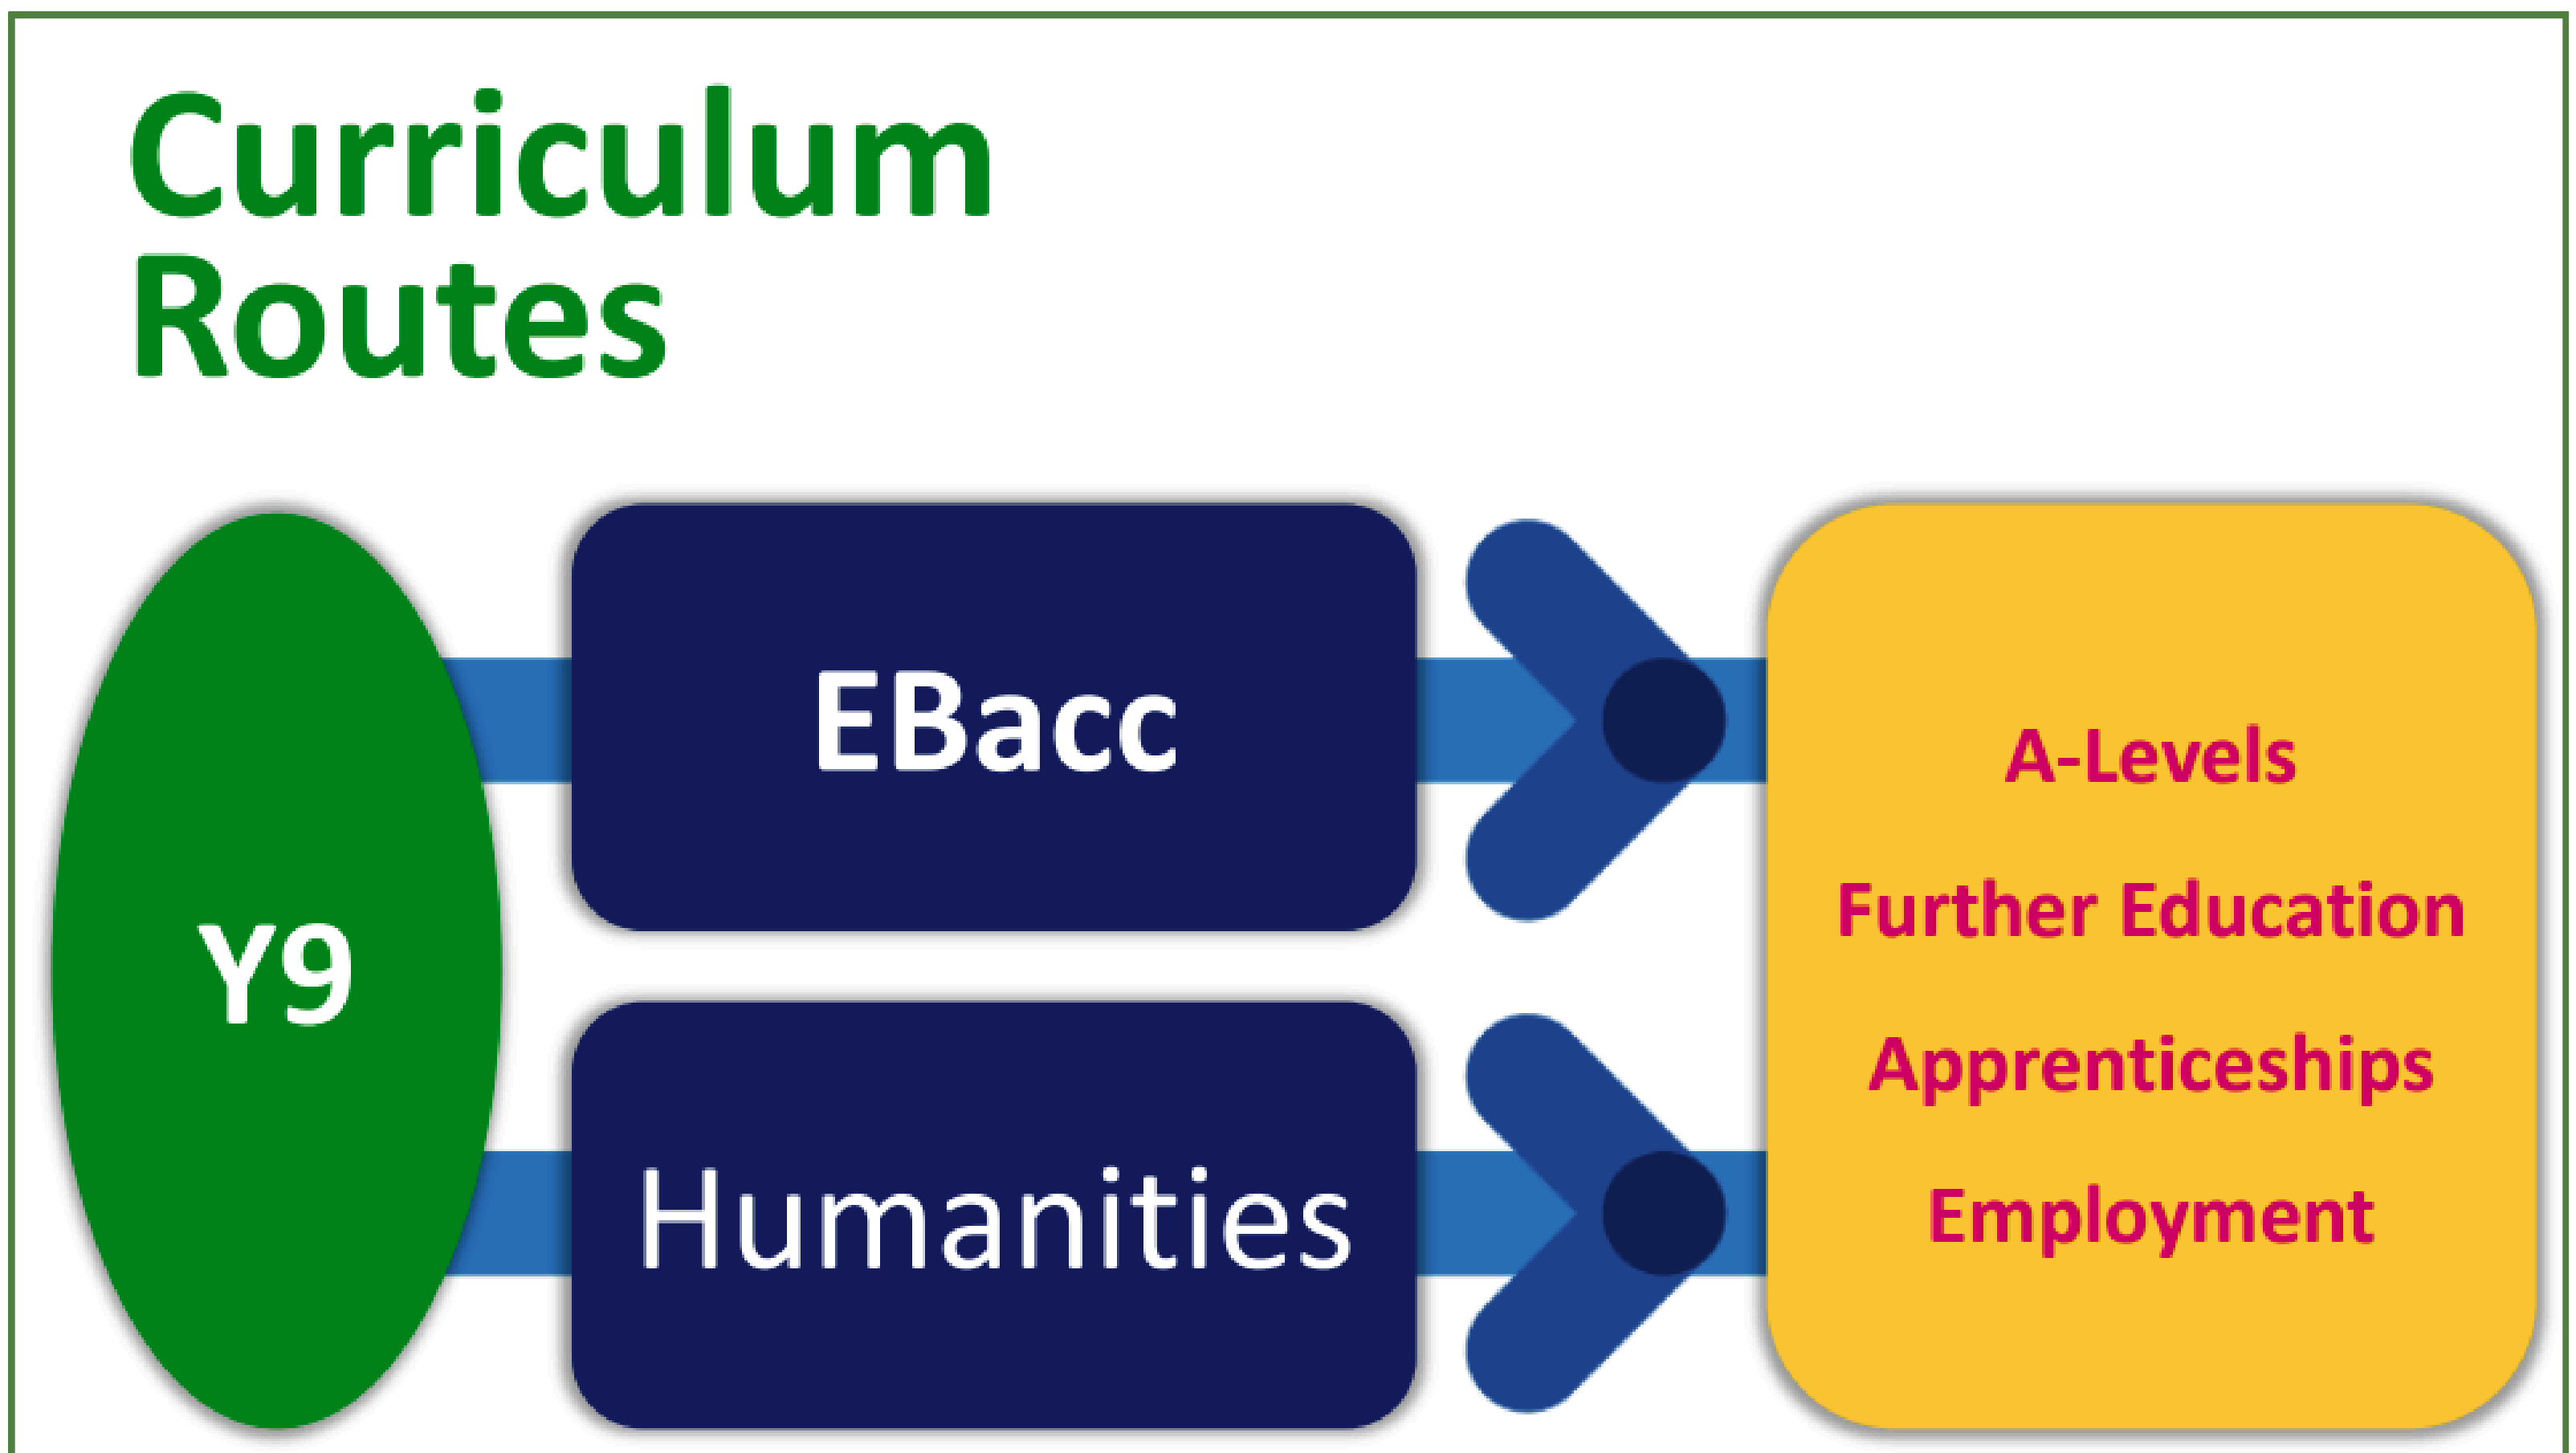 Curriculum
Routes
Y9
EBacc
Humanities
A-Levels
Further Education
Apprenticeships
Employment